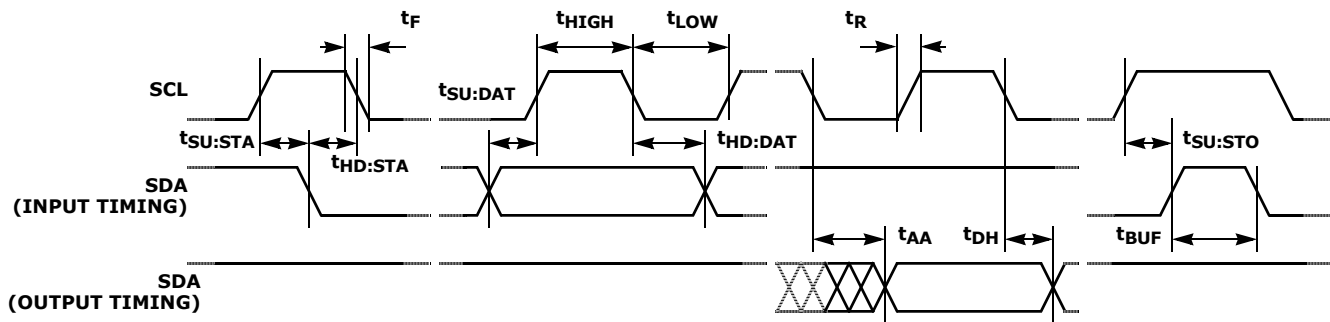 tF
tHIGH
tLOW
tR
SCL
tSU:DAT
tSU:STA
tHD:STA
tHD:DAT
tSU:STO
SDA
(INPUT TIMING)
tAA
tDH
tBUF
SDA
(OUTPUT TIMING)